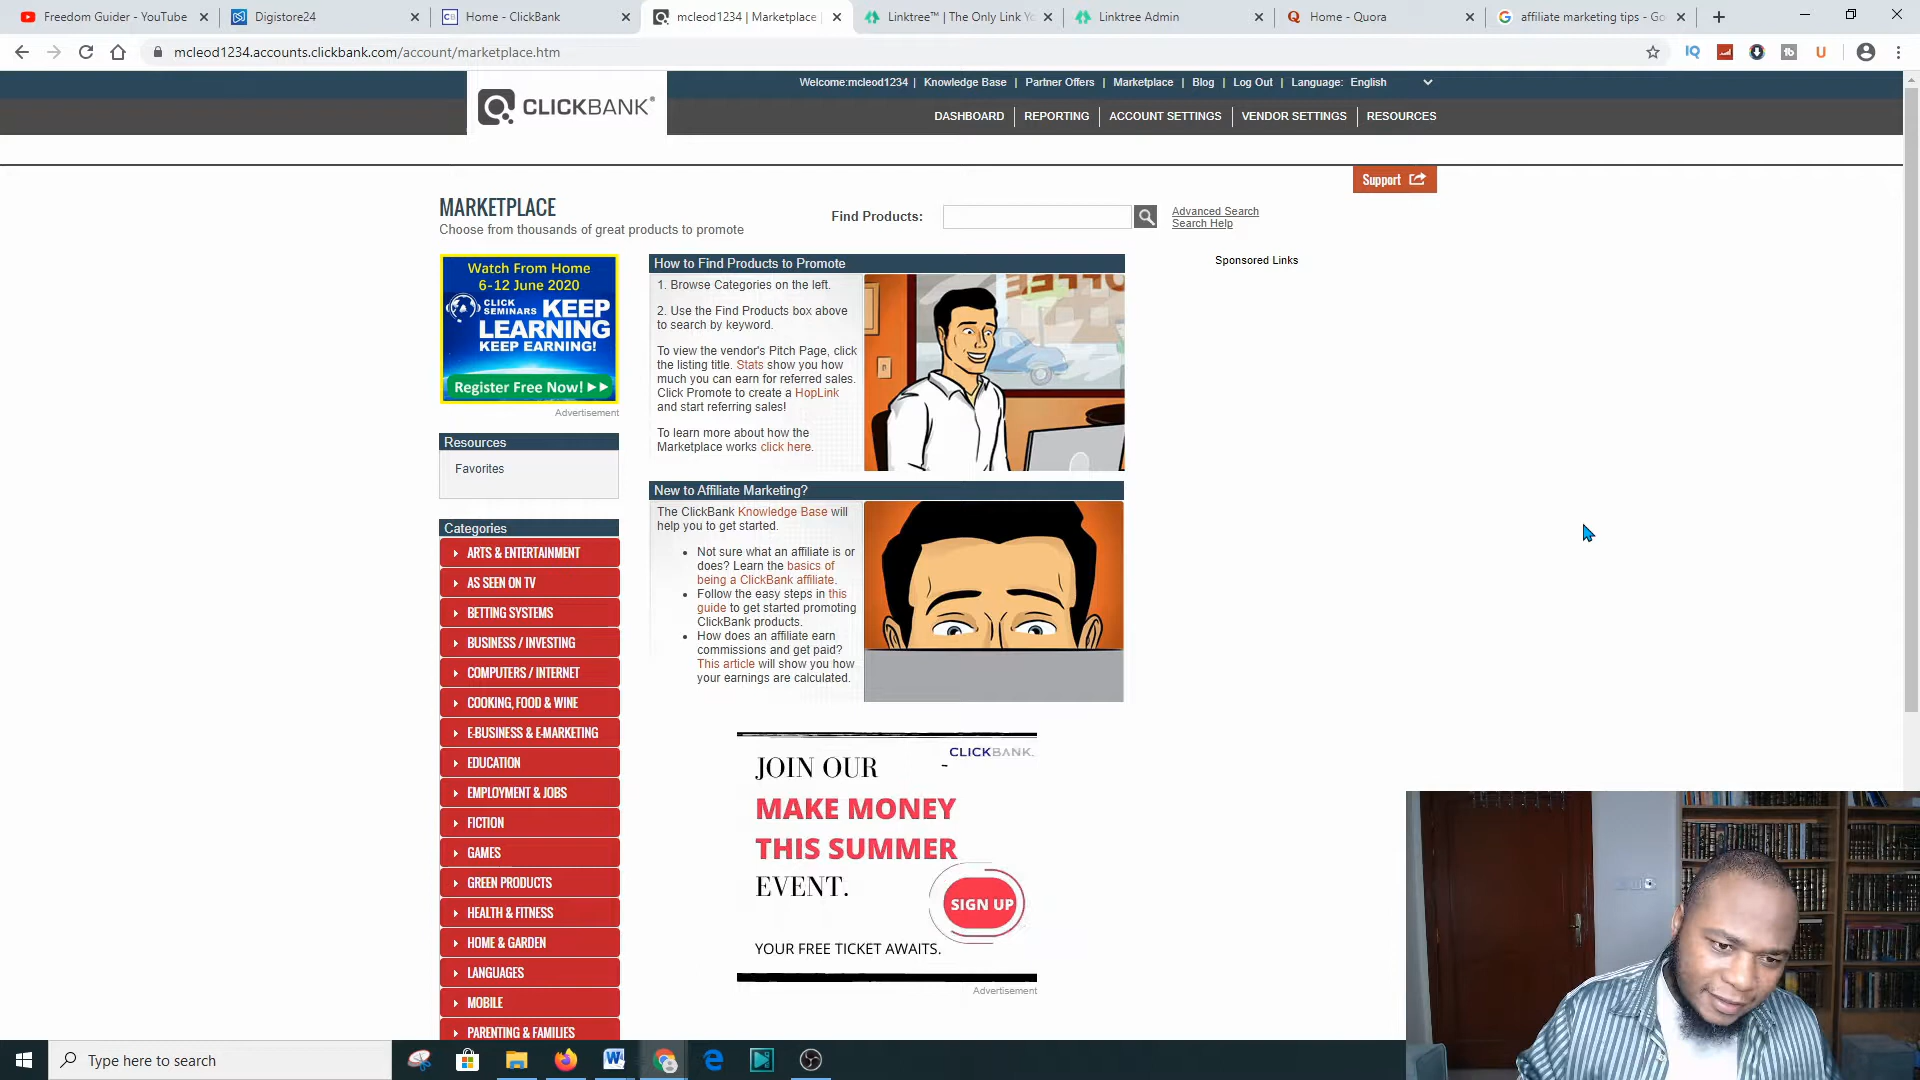 Freedom Guider - YouTube
Digistore24
Home - ClickBank
mcleod1234 | Marketplace |
Linktree™ | The Only Link Y
Linktree Admin
Home - Quora
affiliate marketing tips - Go
mcleod1234.accounts.clickbank.com/account/marketplace.htm
Welcome:mcleod1234 | Knowledge Base | Partner Offers | Marketplace | Blog | Log Out | Language: English
CLICKBANK®
DASHBOARD | REPORTING | ACCOUNT SETTINGS | VENDOR SETTINGS | RESOURCES
Support
MARKETPLACE
Choose from thousands of great products to promote
Find Products:
Advanced Search
Search Help
Watch From Home
6-12 June 2020
CLICK
SEMINARS
KEEP
LEARNING
KEEP EARNING!
Register Free Now! ►►
Advertisement
Resources
Favorites
Categories
ARTS & ENTERTAINMENT
AS SEEN ON TV
BETTING SYSTEMS
BUSINESS / INVESTING
COMPUTERS / INTERNET
COOKING, FOOD & WINE
E-BUSINESS & E-MARKETING
EDUCATION
EMPLOYMENT & JOBS
FICTION
GAMES
GREEN PRODUCTS
HEALTH & FITNESS
HOME & GARDEN
LANGUAGES
MOBILE
PARENTING & FAMILIES
How to Find Products to Promote
1. Browse Categories on the left.
2. Use the Find Products box above
to search by keyword.
To view the vendor's Pitch Page, click
the listing title. Stats show you how
much you can earn for referred sales.
Click Promote to create a HopLink
and start referring sales!
To learn more about how the
Marketplace works click here.
New to Affiliate Marketing?
The ClickBank Knowledge Base will
help you to get started.
• Not sure what an affiliate is or
does? Learn the basics of
being a ClickBank affiliate.
• Follow the easy steps in this
guide to get started promoting
ClickBank products.
• How does an affiliate earn
commissions and get paid?
This article will show you how
your earnings are calculated.
Sponsored Links
CLICKBANK.
JOIN OUR
MAKE MONEY
THIS SUMMER
EVENT.
SIGN UP
YOUR FREE TICKET AWAITS.
Advertisement
Type here to search